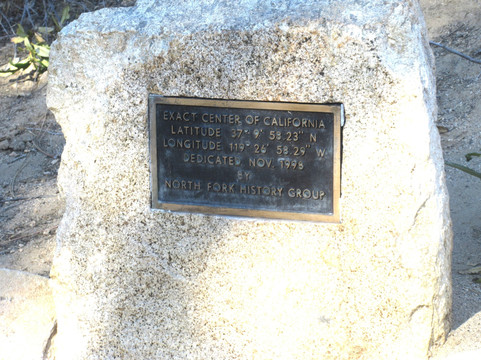 EXACT CENTER OF CALIFORNIA
LATITUDE 37° 9' 58.23" N
LONGITUDE 119° 26' 58.29" W
DEDICATED NOV. 1998
BY
NORTH FORK HISTORY GROUP